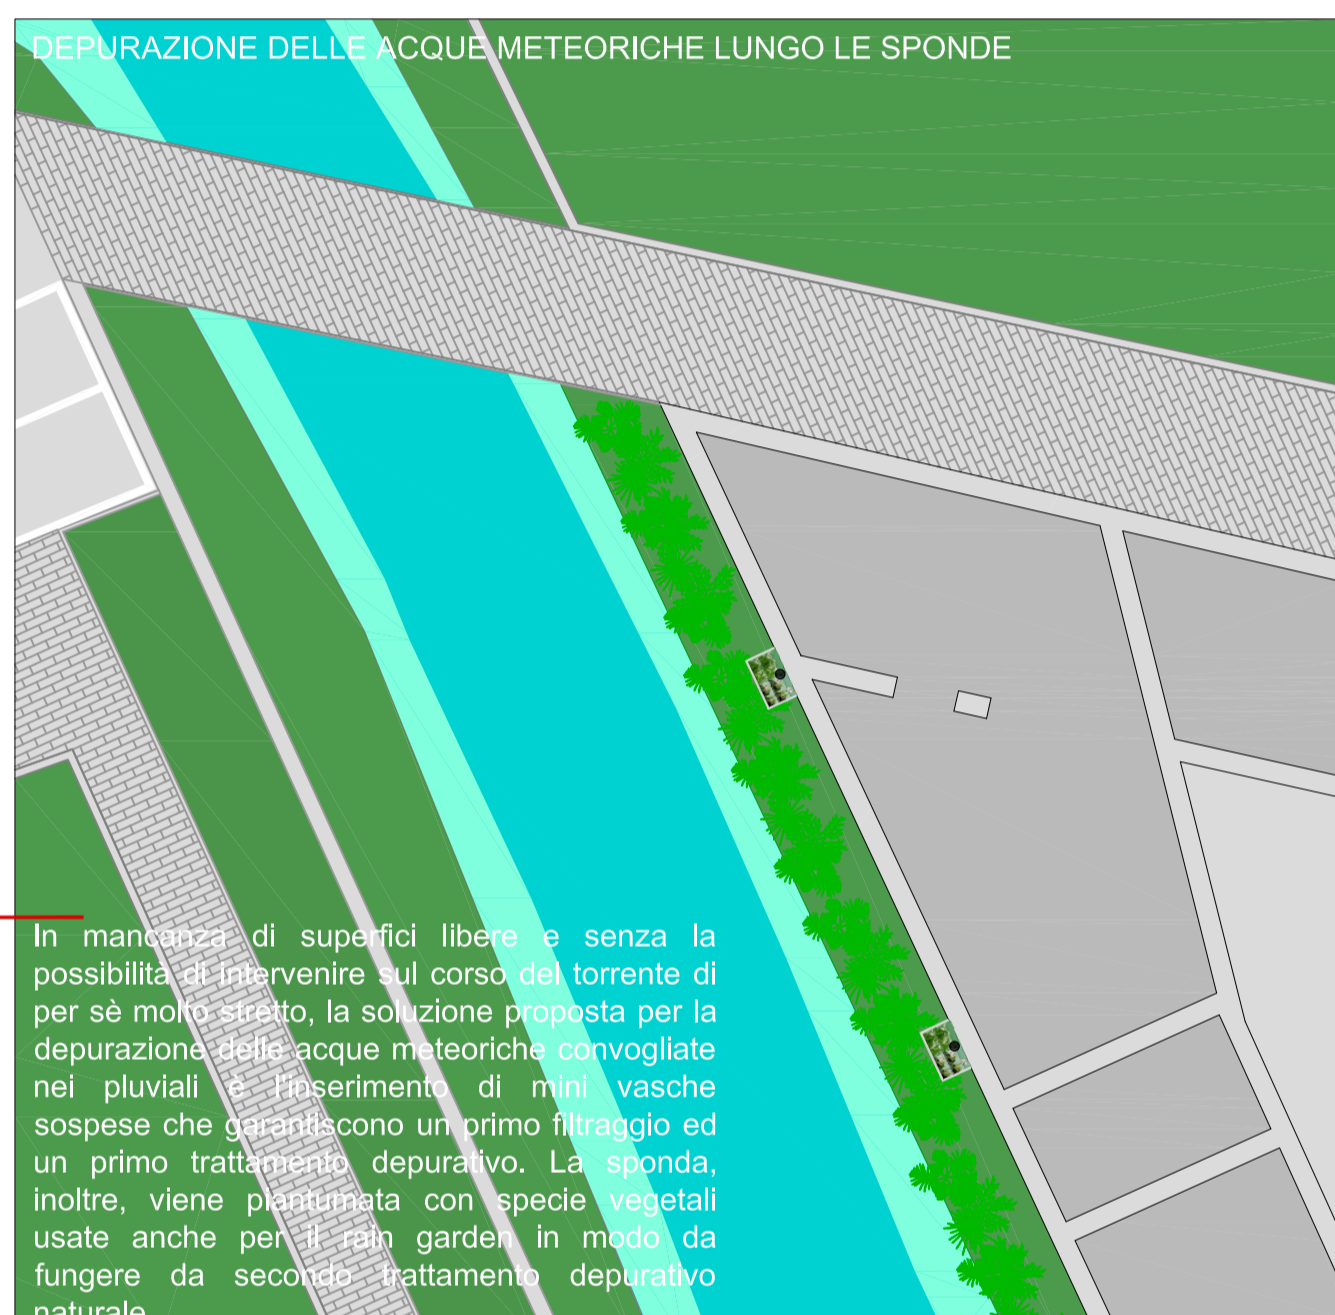 DEPURAZIONE DELLE ACQUE METEORICHE LUNGO LE SPONDE
In mancanza di superfici libere e senza la
possibilità di intervenire sul corso del torrente di
per sè molto stretto, la soluzione proposta per la
depurazione delle acque meteoriche convogliate
nei pluviali è l'inserimento di mini vasche
sospese che garantiscono un primo filtraggio ed
un primo trattamento depurativo. La sponda,
inoltre, viene piantumata con specie vegetali
usate anche per il rain garden in modo da
fungere da secondo trattamento depurativo
naturale